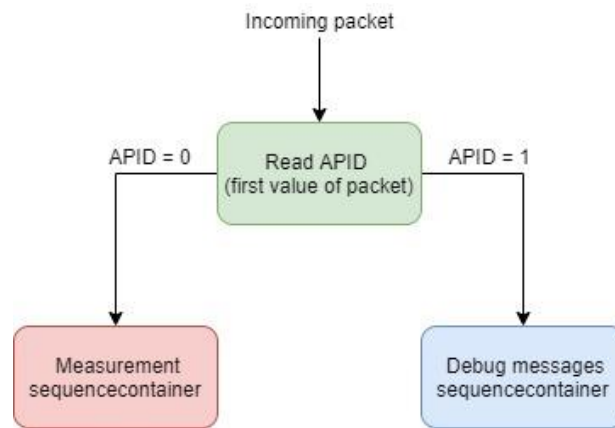 Incoming packet
APID = 0
Read APID
(first value of packet)
APID = 1
Measurement
sequencecontainer
Debug messages
sequencecontainer